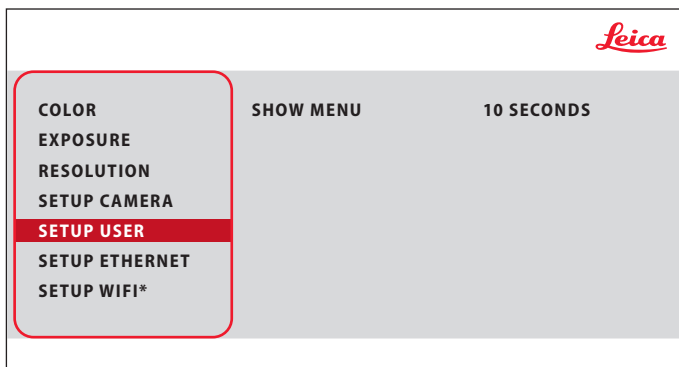 Leica
COLOR SHOW MENU 10 SECONDS
EXPOSURE
RESOLUTION
SETUP CAMERA
SETUP USER
SETUP ETHERNET
SETUP WIFI*